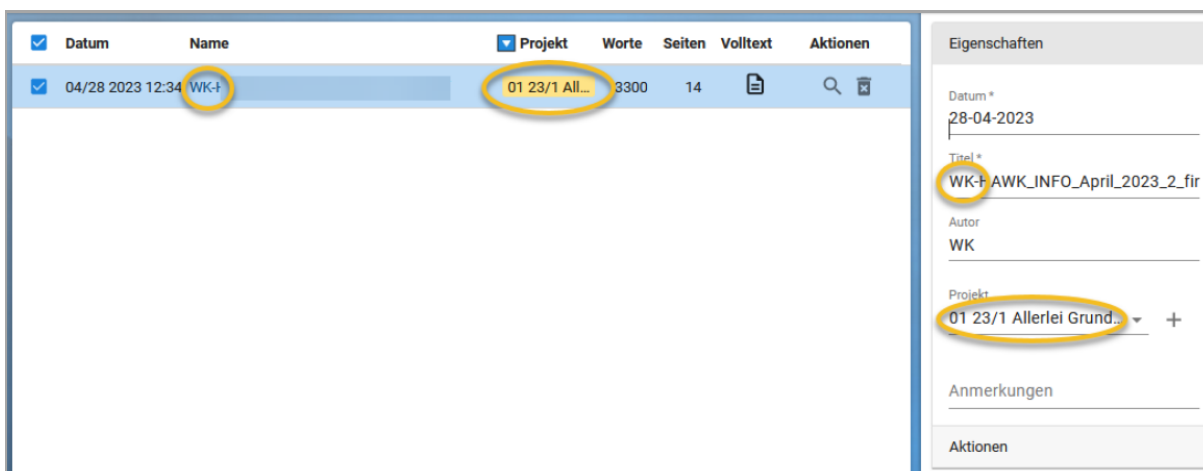 Datum Name Projekt Worte Seiten Volltext Aktionen
04/28 2023 12:34 WK-H 01 23/1 All... 3300 14
Eigenschaften
Datum *
28-04-2023
Titel *
WK-HAWK_INFO_April_2023_2_fir
Autor
WK
Projekt
01 23/1 Allerlei Grund...
Anmerkungen
Aktionen